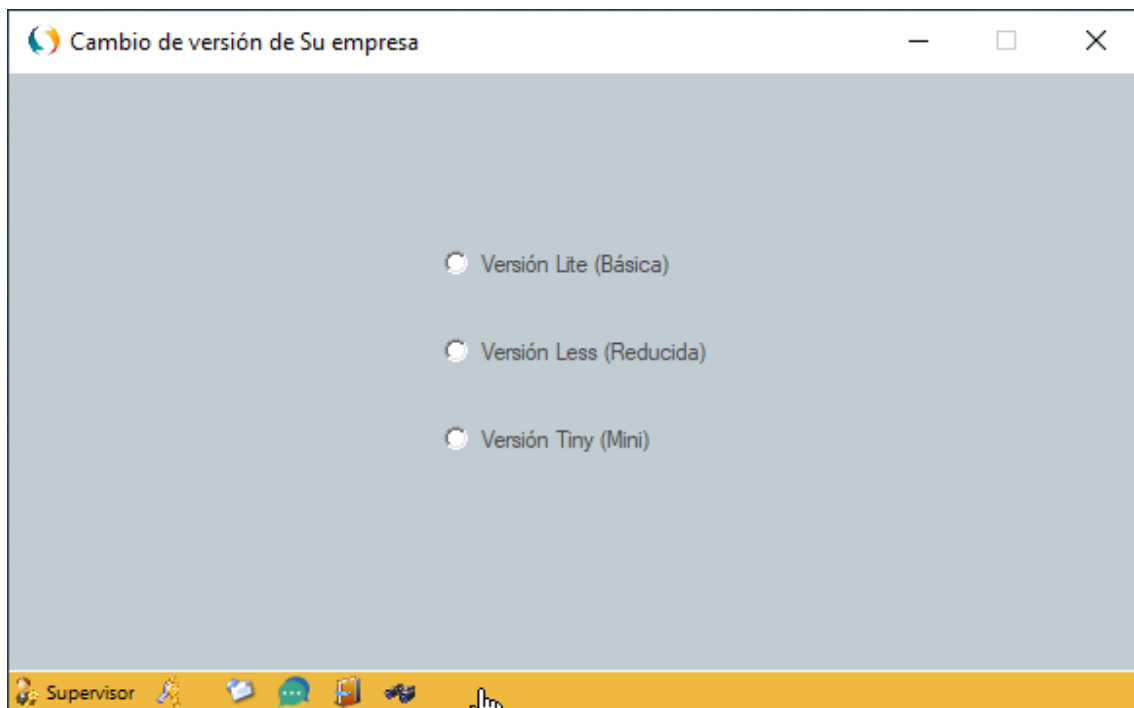 Cambio de versión de Su empresa
Versión Lite (Básica)
Versión Less (Reducida)
Versión Tiny (Mini)
Supervisor